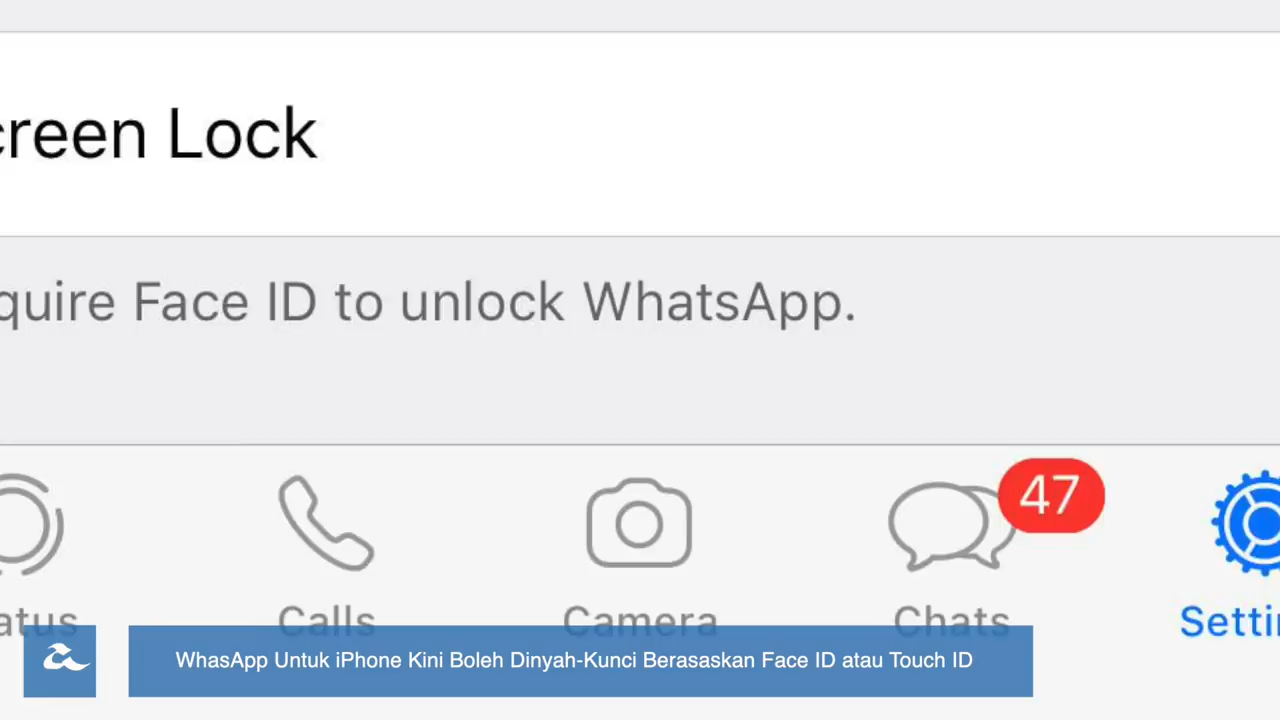 creen Lock
quire Face ID to unlock WhatsApp.
47
atus Calls Camera Chats Settin
WhasApp Untuk iPhone Kini Boleh Dinyah-Kunci Berasaskan Face ID atau Touch ID